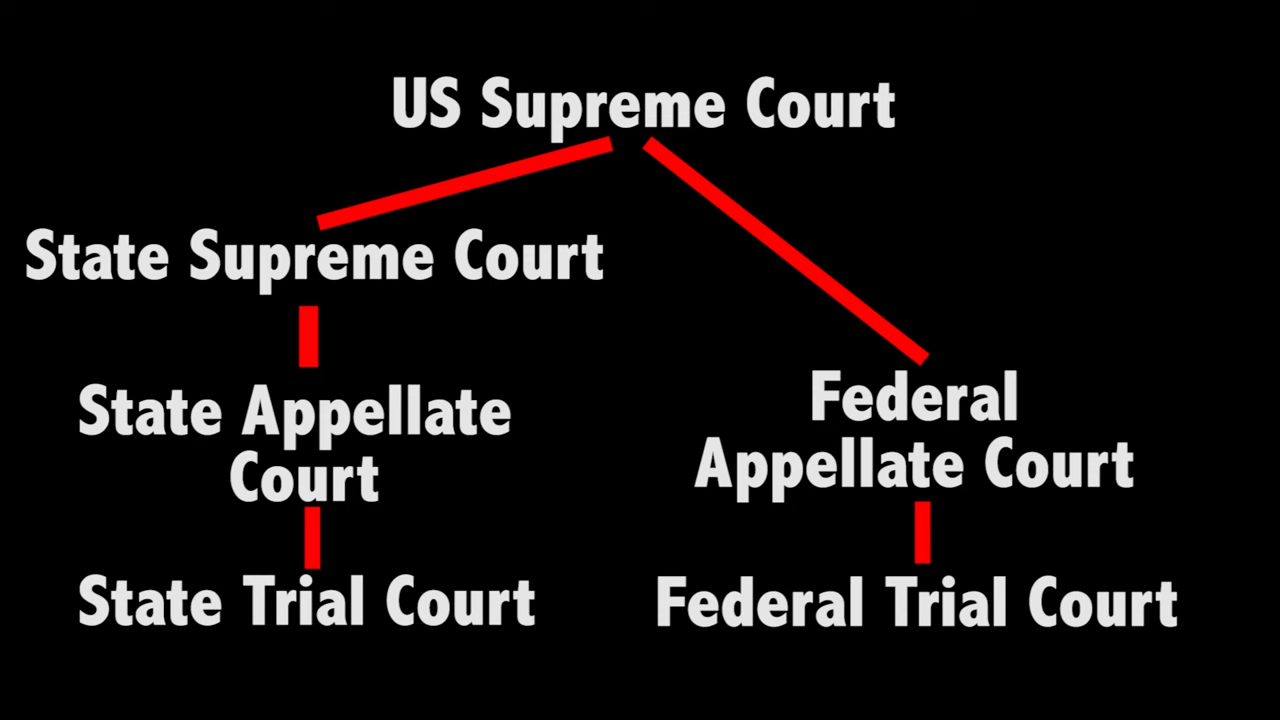 US Supreme Court
State Supreme Court
State Appellate
Court
Federal
Appellate Court
State Trial Court
Federal Trial Court